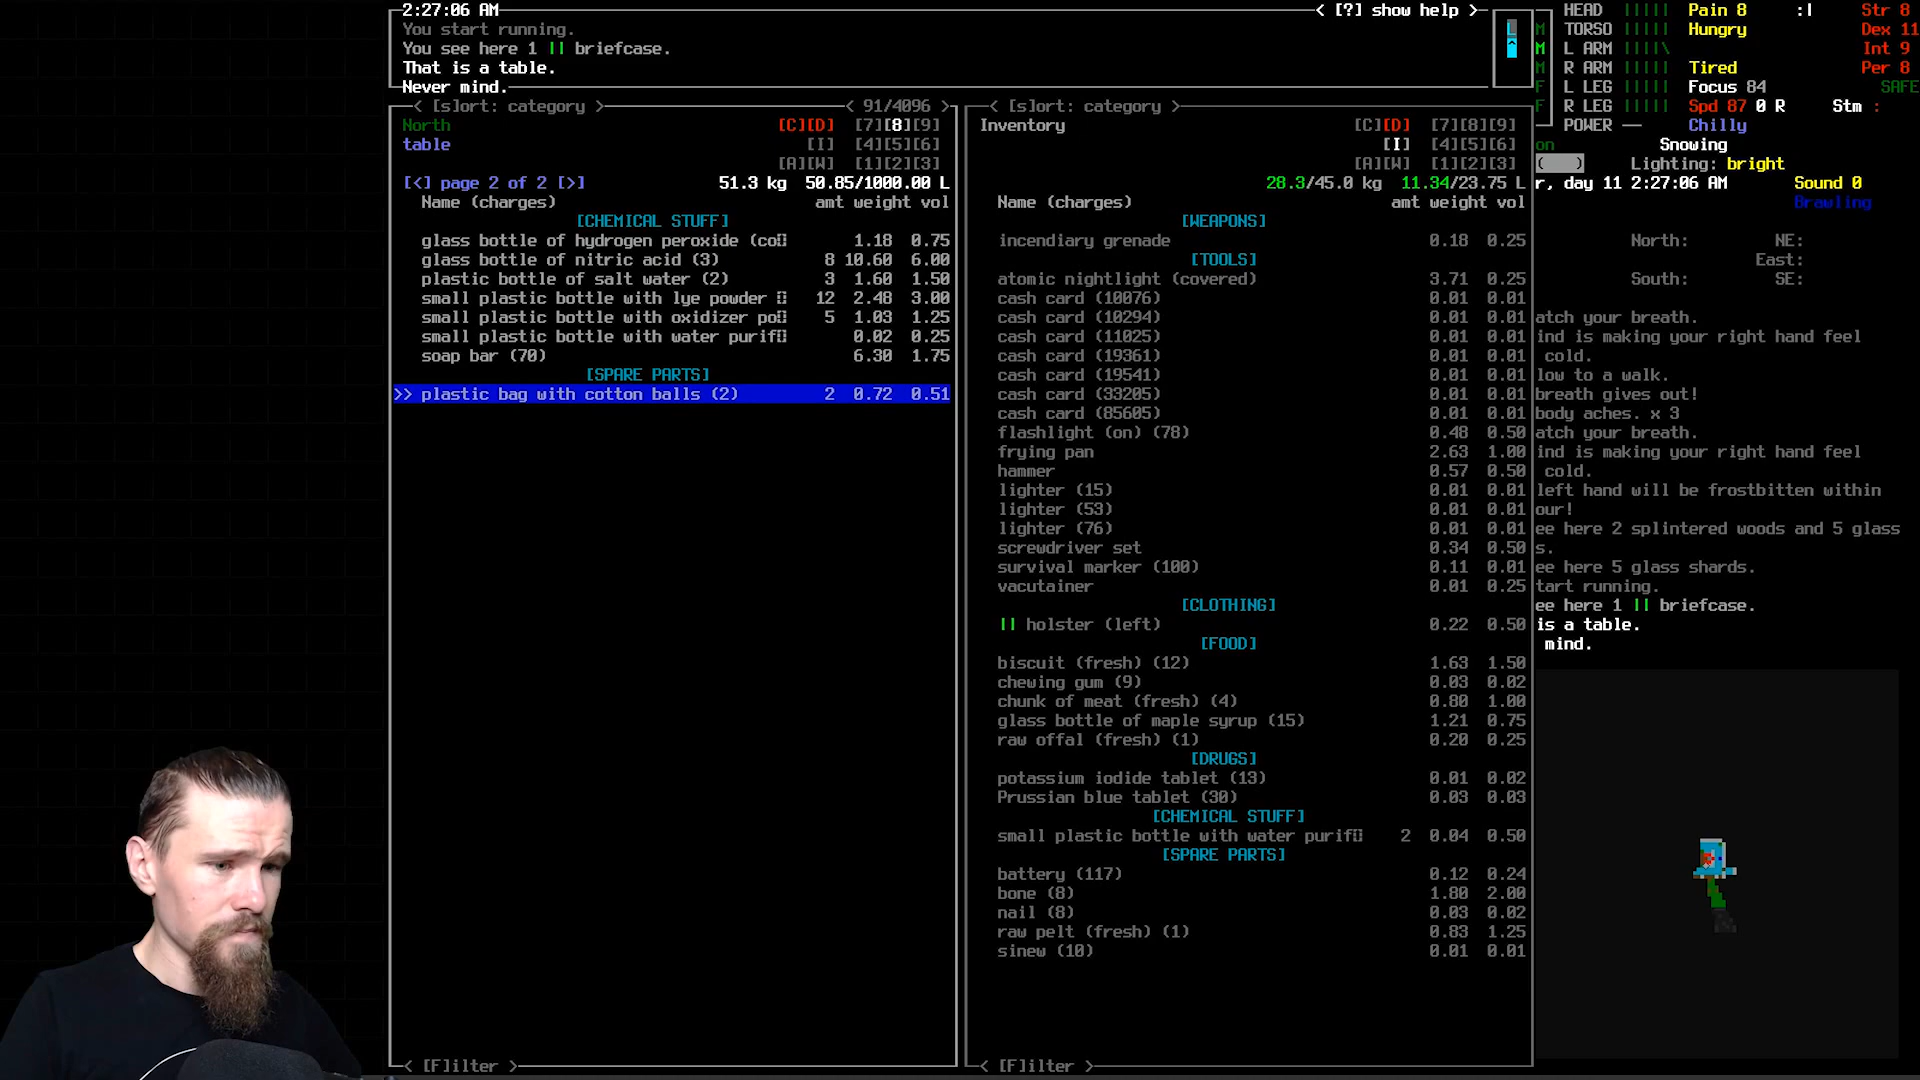 2:27:06 AM
< [?] show help >
You start running.
You see here 1 || briefcase.
That is a table.
Never mind.
< [s]ort: category >
< 91/4096 >
North
[C][D] [7][8][9]
table
[I] [4][5][6]
[A][W] [1][2][3]
[<] page 2 of 2 [>]
51.3 kg 50.85/1000.00 L
Name (charges) amt weight vol
[CHEMICAL STUFF]
glass bottle of hydrogen peroxide (co 1.18 0.75
glass bottle of nitric acid (3) 8 10.60 6.00
plastic bottle of salt water (2) 3 1.60 1.50
small plastic bottle with lye powder 12 2.48 3.00
small plastic bottle with oxidizer po 5 1.03 1.25
small plastic bottle with water purif 0.02 0.25
soap bar (70) 6.30 1.75
[SPARE PARTS]
>> plastic bag with cotton balls (2) 2 0.72 0.51
< [F]ilter >
< [s]ort: category >
Inventory
[C][D] [7][8][9]
[I] [4][5][6]
[A][W] [1][2][3]
28.3/45.0 kg 11.34/23.75 L
Name (charges) amt weight vol
[WEAPONS]
incendiary grenade 0.18 0.25
[TOOLS]
atomic nightlight (covered) 3.71 0.25
cash card (10076) 0.01 0.01
cash card (10294) 0.01 0.01
cash card (11025) 0.01 0.01
cash card (19361) 0.01 0.01
cash card (19541) 0.01 0.01
cash card (33205) 0.01 0.01
cash card (85605) 0.01 0.01
flashlight (on) (78) 0.48 0.50
frying pan 2.63 1.00
hammer 0.57 0.50
lighter (15) 0.01 0.01
lighter (53) 0.01 0.01
lighter (76) 0.01 0.01
screwdriver set 0.34 0.50
survival marker (100) 0.11 0.01
vacutainer 0.01 0.25
[CLOTHING]
|| holster (left) 0.22 0.50
[FOOD]
biscuit (fresh) (12) 1.63 1.50
chewing gum (9) 0.03 0.02
chunk of meat (fresh) (4) 0.80 1.00
glass bottle of maple syrup (15) 1.21 0.75
raw offal (fresh) (1) 0.20 0.25
[DRUGS]
potassium iodide tablet (13) 0.01 0.02
Prussian blue tablet (30) 0.03 0.03
[CHEMICAL STUFF]
small plastic bottle with water purif 2 0.04 0.50
[SPARE PARTS]
battery (117) 0.12 0.24
bone (8) 1.80 2.00
nail (8) 0.03 0.02
raw pelt (fresh) (1) 0.83 1.25
sinew (10) 0.01 0.01
< [F]ilter >
HEAD ||||| Pain 8 :| Str 8
M TORSO ||||| Hungry Dex 11
M L ARM ||||\ Int 9
M R ARM ||||| Tired Per 8
F L LEG ||||| Focus 84 SAFE
F R LEG ||||| Spd 87 0 R Stm :
POWER — Chilly
on Snowing
( ) Lighting: bright
r, day 11 2:27:06 AM Sound 0
Brawling
North: NE:
East:
South: SE:
atch your breath.
ind is making your right hand feel
cold.
low to a walk.
breath gives out!
body aches. x 3
atch your breath.
ind is making your right hand feel
cold.
left hand will be frostbitten within
our!
ee here 2 splintered woods and 5 glass
s.
ee here 5 glass shards.
tart running.
ee here 1 || briefcase.
is a table.
mind.